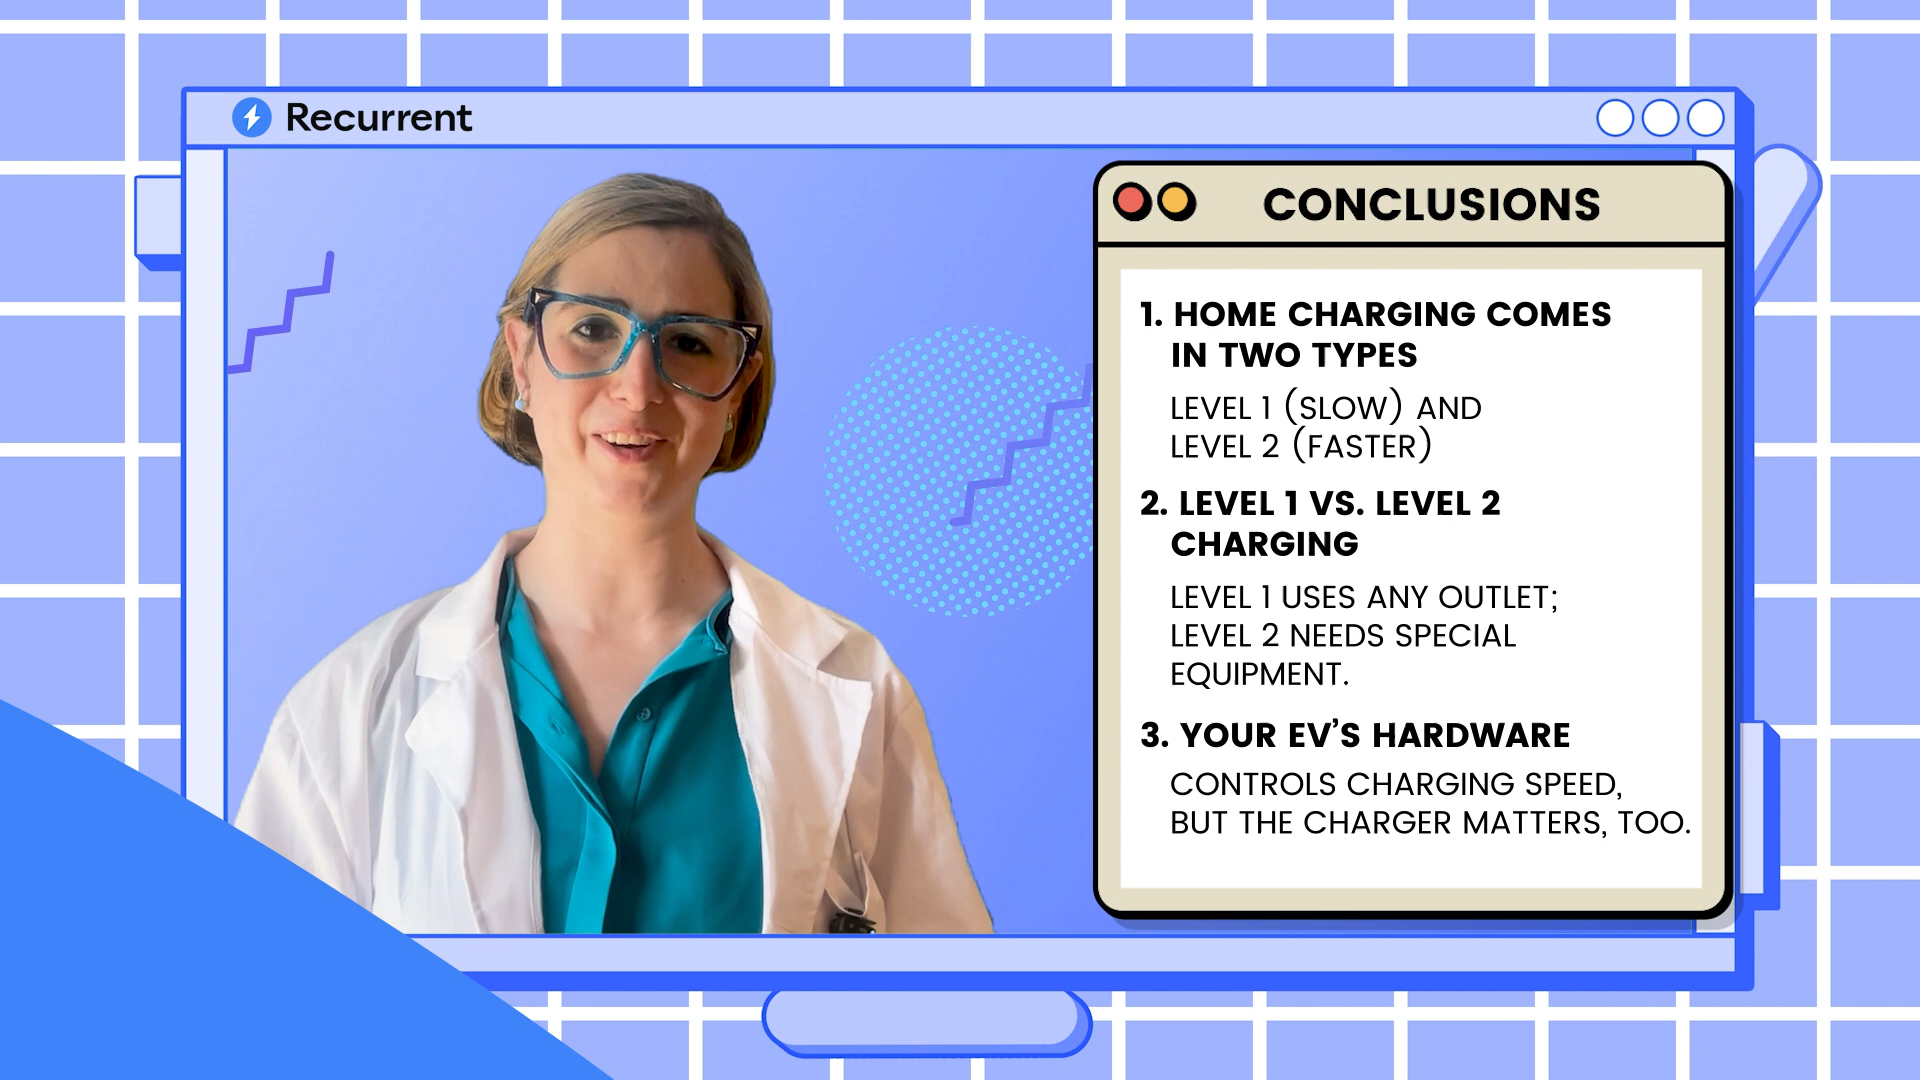 Recurrent
CONCLUSIONS
1. HOME CHARGING COMES
IN TWO TYPES
LEVEL 1 (SLOW) AND
LEVEL 2 (FASTER)
2. LEVEL 1 VS. LEVEL 2
CHARGING
LEVEL 1 USES ANY OUTLET;
LEVEL 2 NEEDS SPECIAL
EQUIPMENT.
3. YOUR EV’S HARDWARE
CONTROLS CHARGING SPEED,
BUT THE CHARGER MATTERS, TOO.